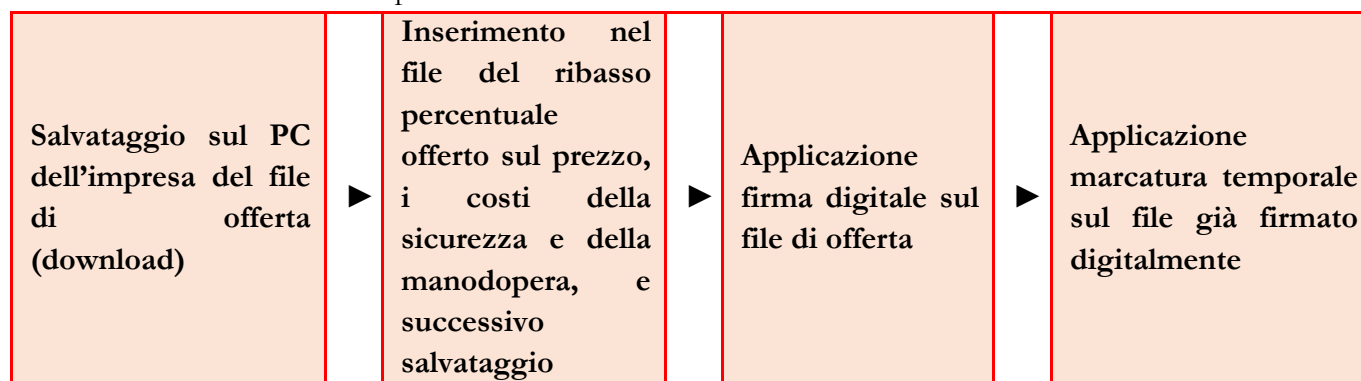 Salvataggio sul PC
dell'impresa del file
di offerta
(download)
►
Inserimento nel
file del ribasso
percentuale
offerto sul prezzo,
i costi della
sicurezza e della
manodopera, e
successivo
salvataggio
►
Applicazione
firma digitale sul
file di offerta
►
Applicazione
marcatura temporale
sul file già firmato
digitalmente